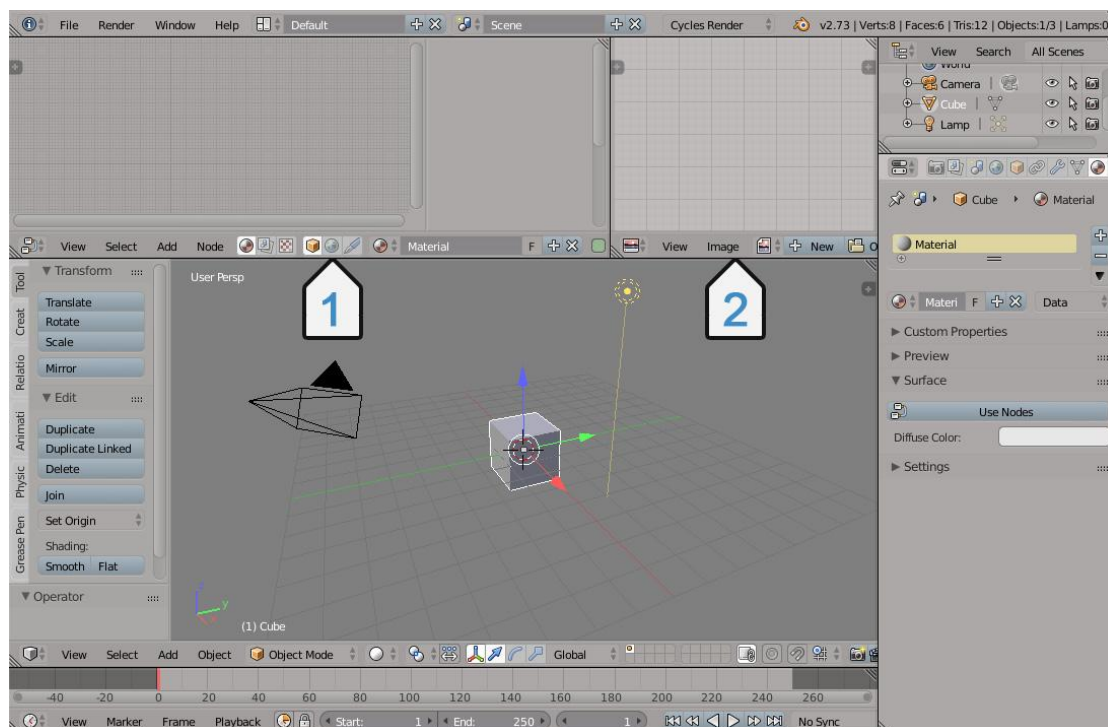 File Render Window Help Default Scene Cycles Render v2.73 | Verts:8 | Faces:6 | Tris:12 | Objects:1/3 | Lamps:0
View Search All Scenes
World
Camera
Cube
Lamp
Cube Material
View Select Add Node Material F
View Image New O
Material
Materi F Data
Custom Properties
Preview
Surface
Use Nodes
Diffuse Color:
Settings
Tool
Creat
Relatio
Animati
Physic
Grease Pen
Transform
Translate
Rotate
Scale
Mirror
Edit
Duplicate
Duplicate Linked
Delete
Join
Set Origin
Shading:
Smooth Flat
Operator
User Persp
1
2
z
y
x
(1) Cube
View Select Add Object Object Mode Global
-40 -20 0 20 40 60 80 100 120 140 160 180 200 220 240 260
View Marker Frame Playback Start: 1 End: 250 1 No Sync